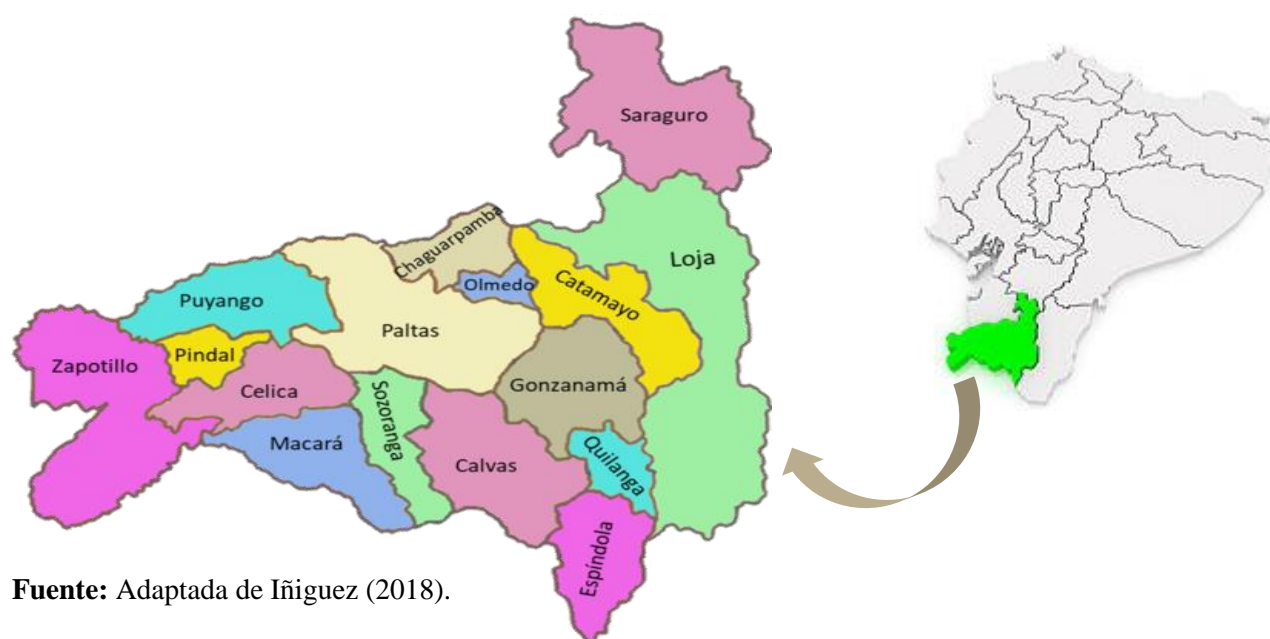 Saraguro
Loja
Chaguarpamba
Olmedo
Catamayo
Puyango
Paltas
Pindal
Zapotillo
Celica
Gonzanamá
Sozoranga
Macará
Calvas
Quilanga
Espíndola
Fuente: Adaptada de Iñiguez (2018).